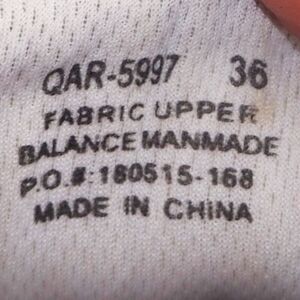 QAR-5997 36
FABRIC UPPER
BALANCE MANMADE
P.O.#:180515-168
MADE IN CHINA